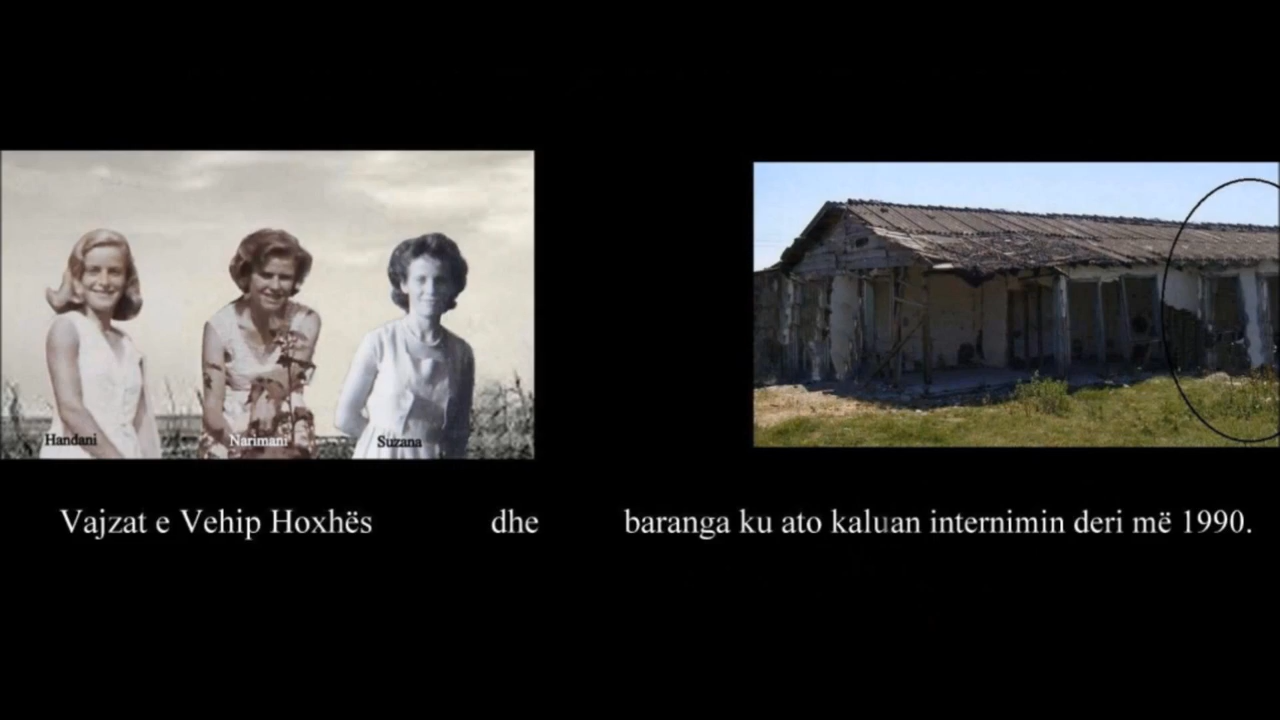 Handani Narimani Suzana
Vajzat e Vehip Hoxhës dhe baranga ku ato kaluan internimin deri më 1990.